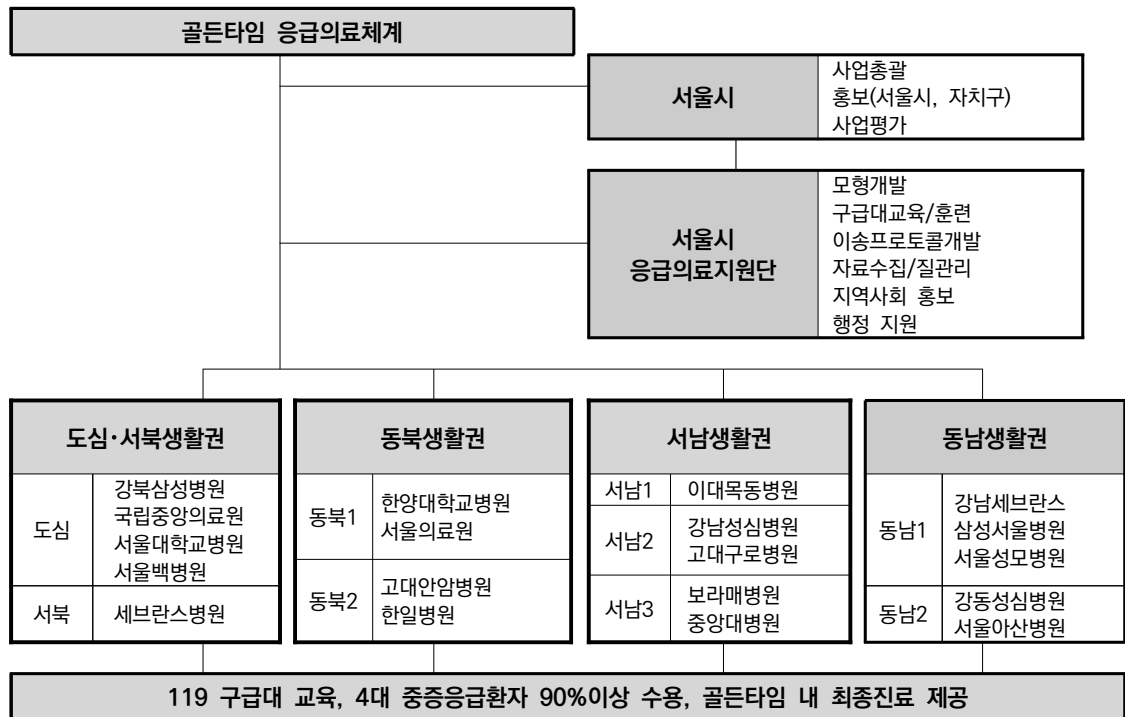 골든타임 응급의료체계
서울시
사업총괄
홍보(서울시, 자치구)
사업평가
서울시
응급의료지원단
모형개발
구급대교육/훈련
이송프로토콜개발
자료수집/질관리
지역사회 홍보
행정 지원
도심·서북생활권
도심
강북삼성병원
국립중앙의료원
서울대학교병원
서울백병원
서북
세브란스병원
동북생활권
동북1
한양대학교병원
서울의료원
동북2
고대안암병원
한일병원
서남생활권
서남1
이대목동병원
서남2
강남성심병원
고대구로병원
서남3
보라매병원
중앙대병원
동남생활권
동남1
강남세브란스
삼성서울병원
서울성모병원
동남2
강동성심병원
서울아산병원
119 구급대 교육, 4대 중증응급환자 90%이상 수용, 골든타임 내 최종진료 제공